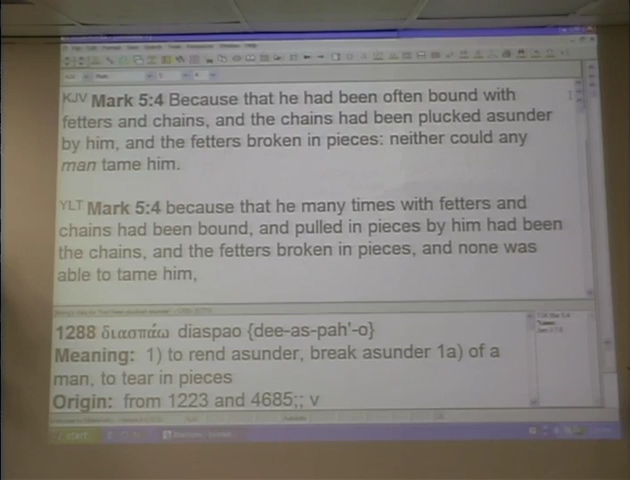 KJV Mark 5:4 Because that he had been often bound with
fetters and chains, and the chains had been plucked asunder
by him, and the fetters broken in pieces: neither could any
man tame him.
YLT Mark 5:4 because that he many times with fetters and
chains had been bound, and pulled in pieces by him had been
the chains, and the fetters broken in pieces, and none was
able to tame him,
1288 διασπάω diaspao {dee-as-pah'-o}
Meaning: 1) to rend asunder, break asunder 1a) of a
man, to tear in pieces
Origin: from 1223 and 4685;; v
start